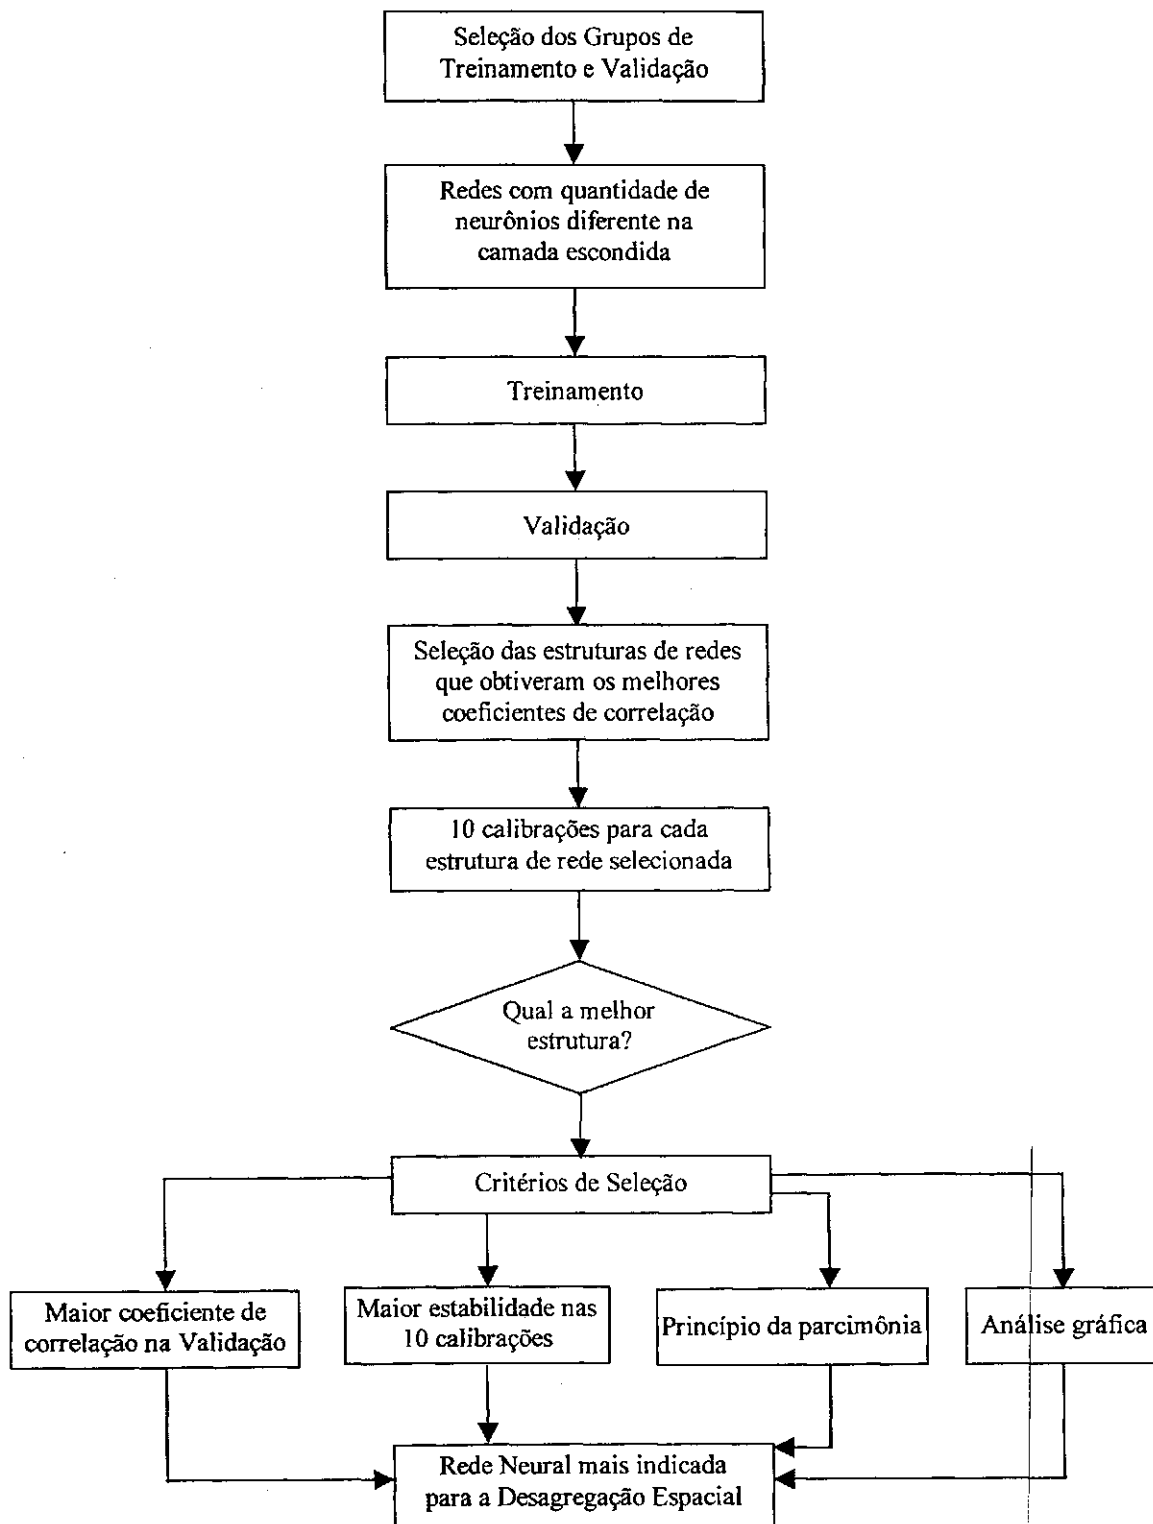 Seleção dos Grupos de
Treinamento e Validação
Redes com quantidade de
neurônios diferente na
camada escondida
Treinamento
Validação
Seleção das estruturas de redes
que obtiveram os melhores
coeficientes de correlação
10 calibrações para cada
estrutura de rede selecionada
Qual a melhor
estrutura?
Critérios de Seleção
Maior coeficiente de
correlação na Validação
Maior estabilidade nas
10 calibrações
Princípio da parcimônia
Análise gráfica
Rede Neural mais indicada
para a Desagregação Espacial